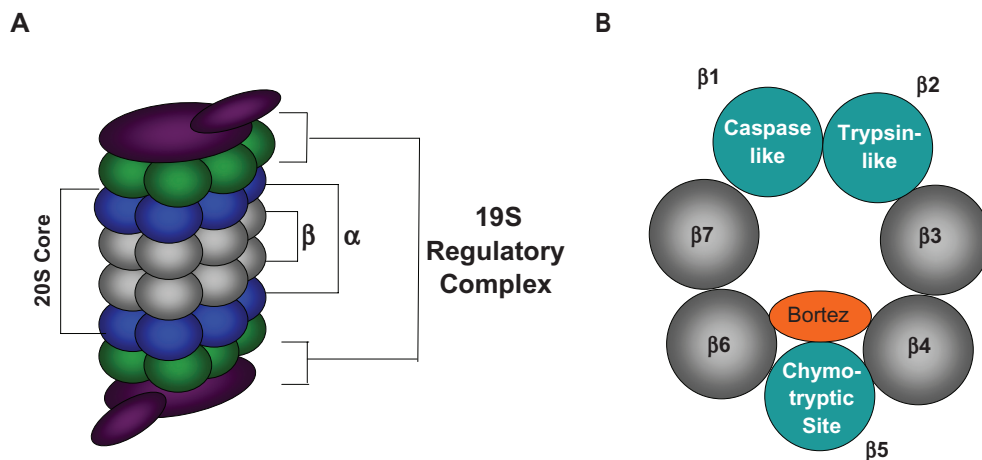 A
20S Core
β
α
19S
Regulatory
Complex
B
β1
β2
Caspase
like
Trypsin-
like
β7
β3
Bortez
β6
β4
Chymo-
tryptic
Site
β5